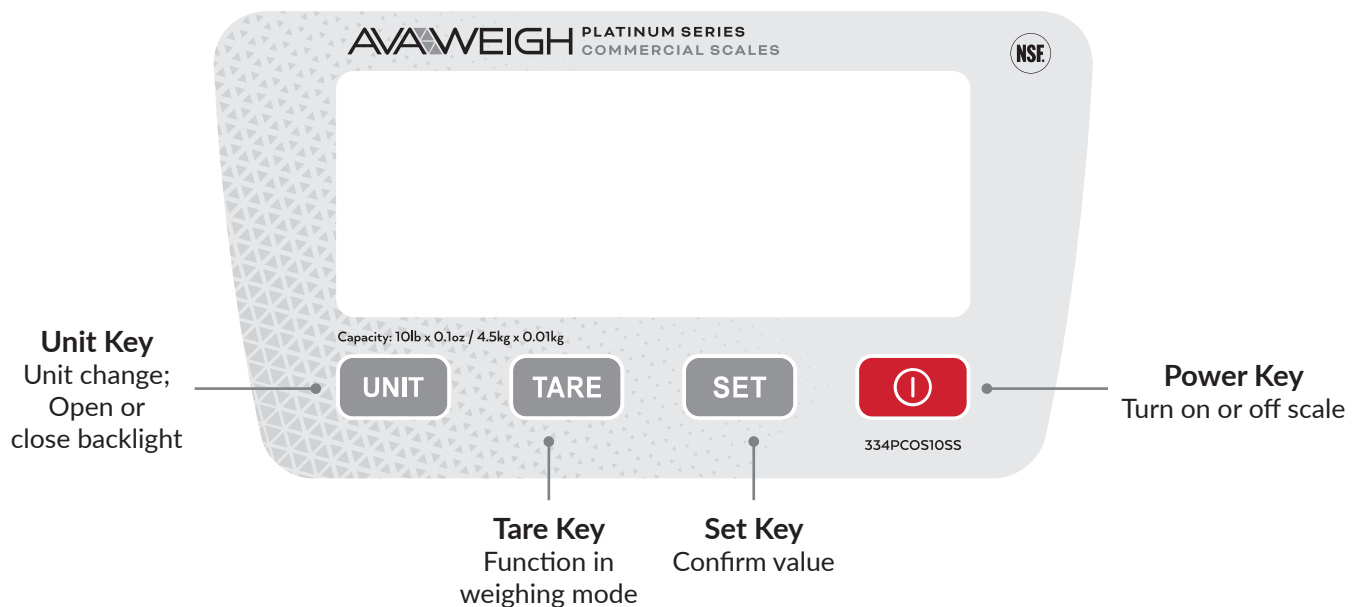 AVAWEIGH PLATINUM SERIES
COMMERCIAL SCALES
NSF.
Capacity: 10lb x 0.1oz / 4.5kg x 0.01kg
UNIT TARE SET
334PCOS10SS
Unit Key
Unit change;
Open or
close backlight
Tare Key
Function in
weighing mode
Set Key
Confirm value
Power Key
Turn on or off scale